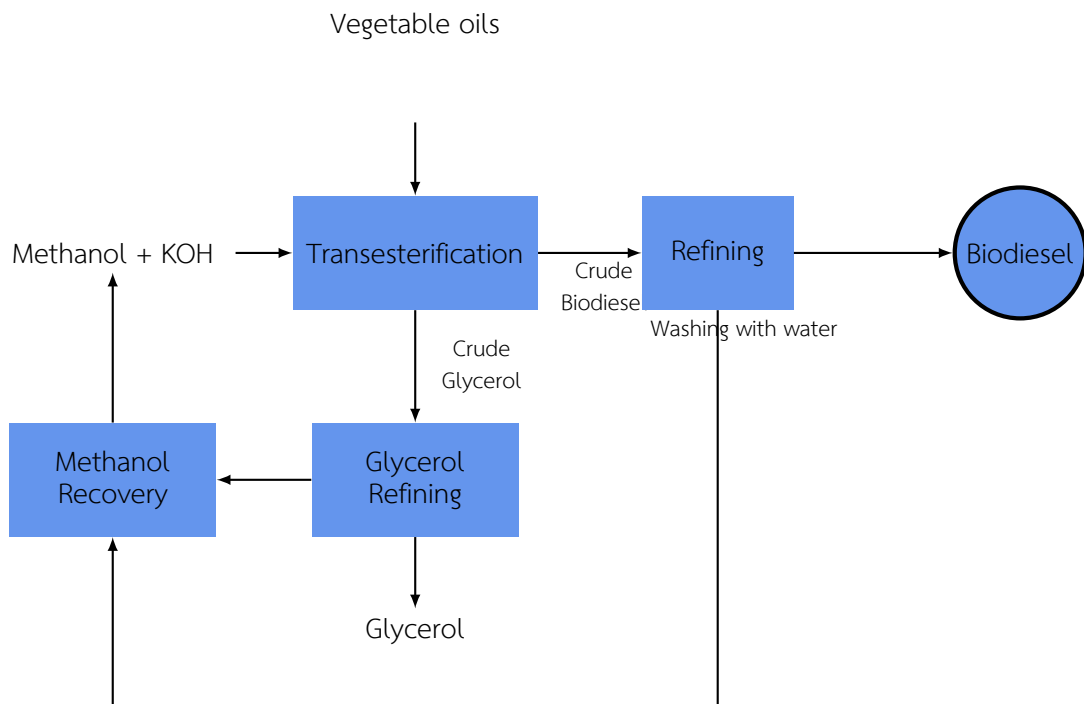 Vegetable oils
Methanol + KOH
Transesterification
Refining
Biodiesel
Crude
Biodiese
Washing with water
Crude
Glycerol
Methanol
Recovery
Glycerol
Refining
Glycerol